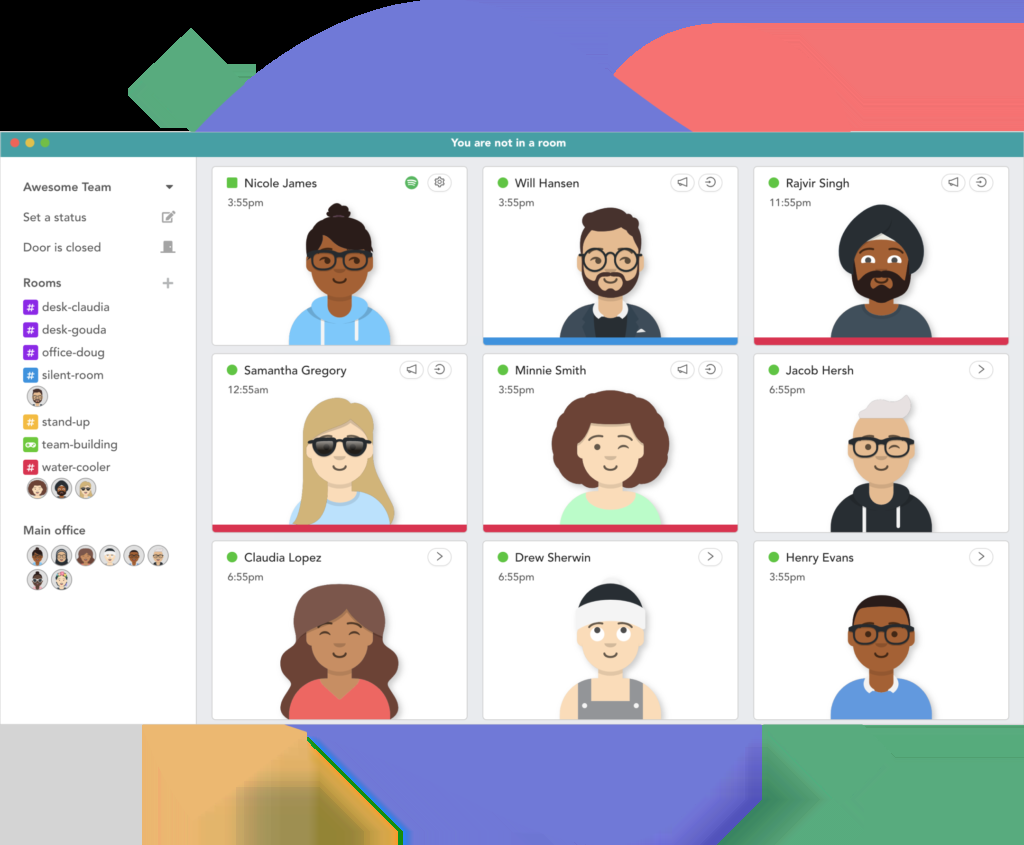 You are not in a room
Awesome Team
Set a status
Door is closed
Rooms
# desk-claudia
# desk-gouda
# office-doug
# silent-room
# stand-up
team-building
# water-cooler
Main office
Nicole James
3:55pm
Will Hansen
3:55pm
Rajvir Singh
11:55pm
Samantha Gregory
12:55am
Minnie Smith
3:55pm
Jacob Hersh
6:55pm
Claudia Lopez
6:55pm
Drew Sherwin
6:55pm
Henry Evans
3:55pm